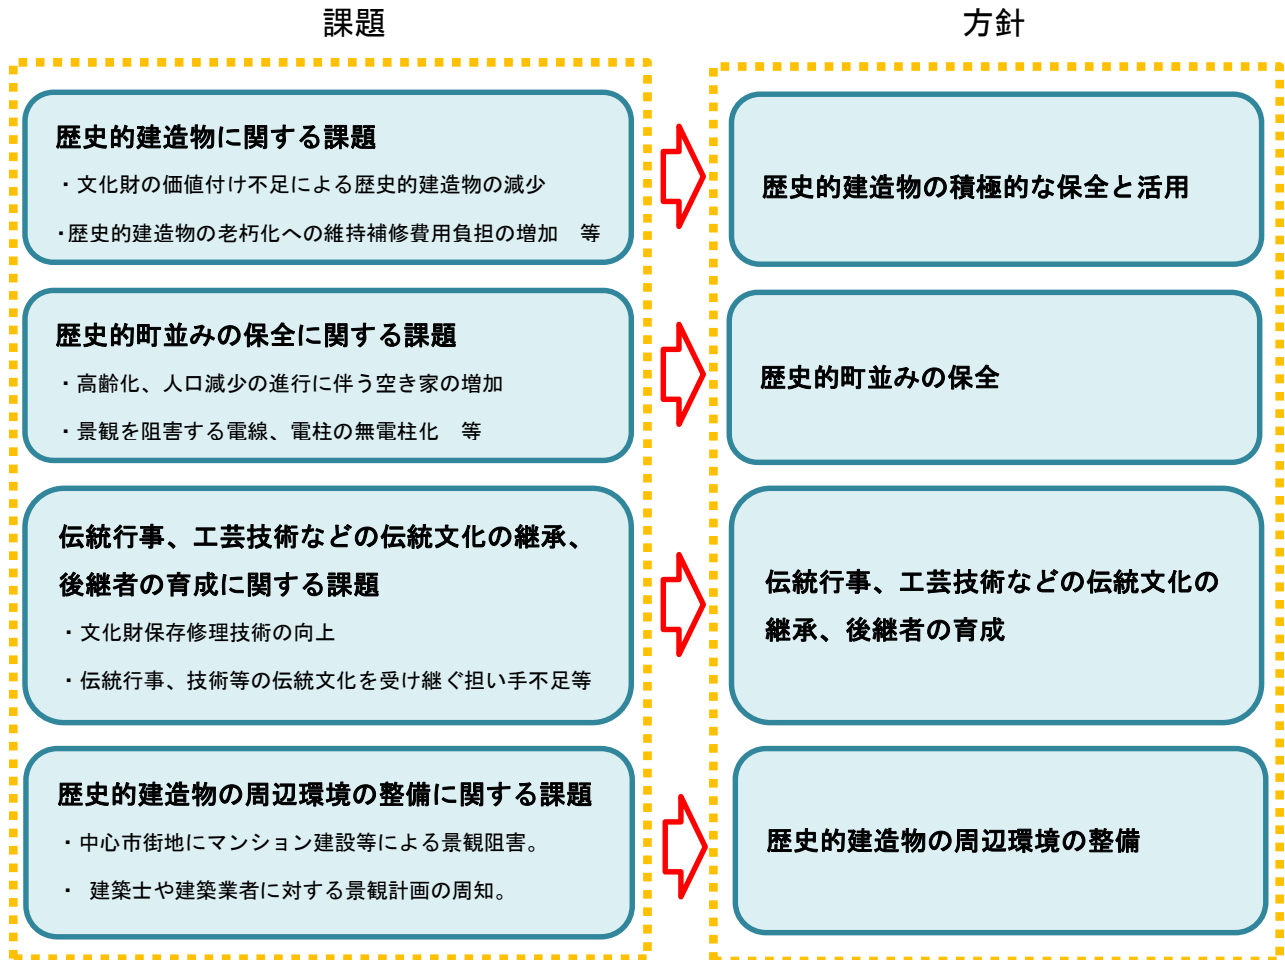 課題
方針
歴史的建造物に関する課題
・文化財の価値付け不足による歴史的建造物の減少
・歴史的建造物の老朽化への維持補修費用負担の増加　等
歴史的建造物の積極的な保全と活用
歴史的町並みの保全に関する課題
・高齢化、人口減少の進行に伴う空き家の増加
・景観を阻害する電線、電柱の無電柱化　等
歴史的町並みの保全
伝統行事、工芸技術などの伝統文化の継承、
後継者の育成に関する課題
・文化財保存修理技術の向上
・伝統行事、技術等の伝統文化を受け継ぐ担い手不足等
伝統行事、工芸技術などの伝統文化の
継承、後継者の育成
歴史的建造物の周辺環境の整備に関する課題
・中心市街地にマンション建設等による景観阻害。
・ 建築士や建築業者に対する景観計画の周知。
歴史的建造物の周辺環境の整備